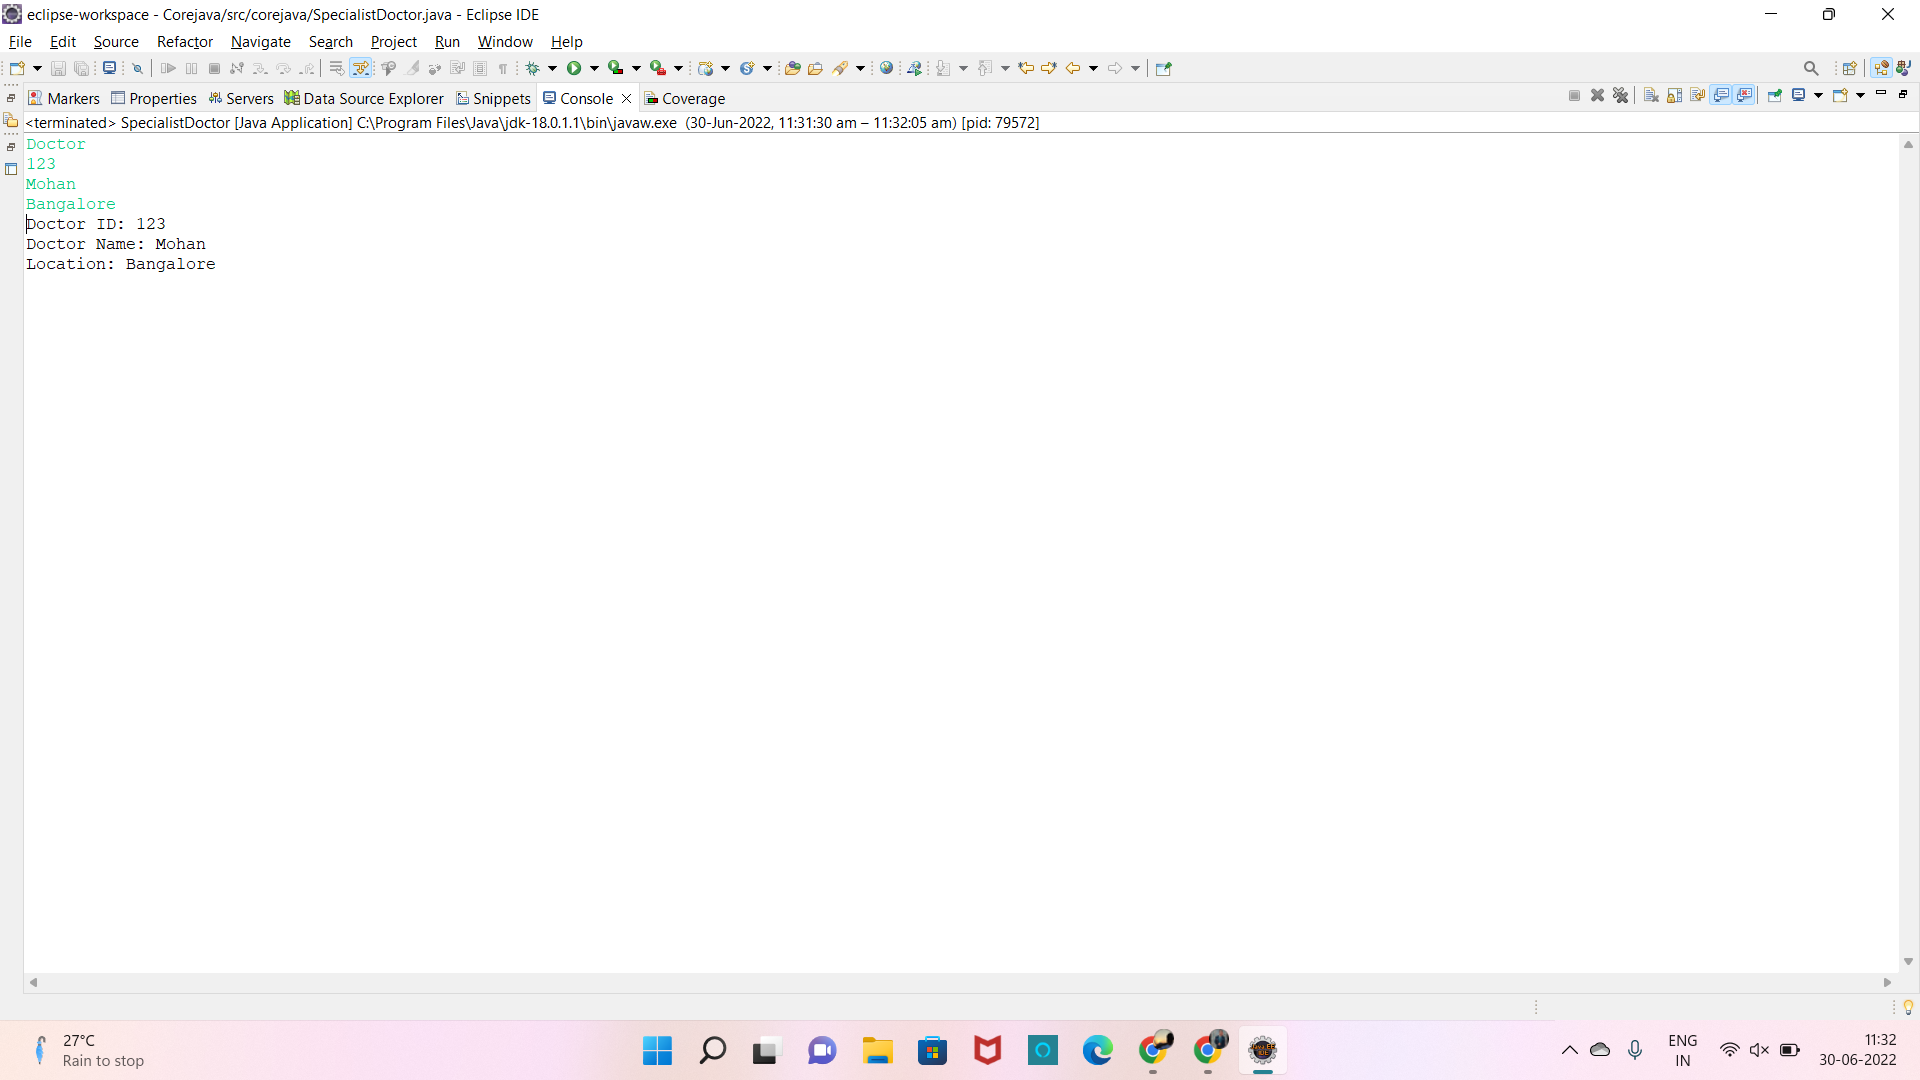 eclipse-workspace - Corejava/src/corejava/SpecialistDoctor.java - Eclipse IDE
File Edit Source Refactor Navigate Search Project Run Window Help
Markers Properties Servers Data Source Explorer Snippets Console Coverage
<terminated> SpecialistDoctor [Java Application] C:\Program Files\Java\jdk-18.0.1.1\bin\javaw.exe (30-Jun-2022, 11:31:30 am – 11:32:05 am) [pid: 79572]
Doctor
123
Mohan
Bangalore
Doctor ID: 123
Doctor Name: Mohan
Location: Bangalore
27°C
Rain to stop
ENG
IN
11:32
30-06-2022